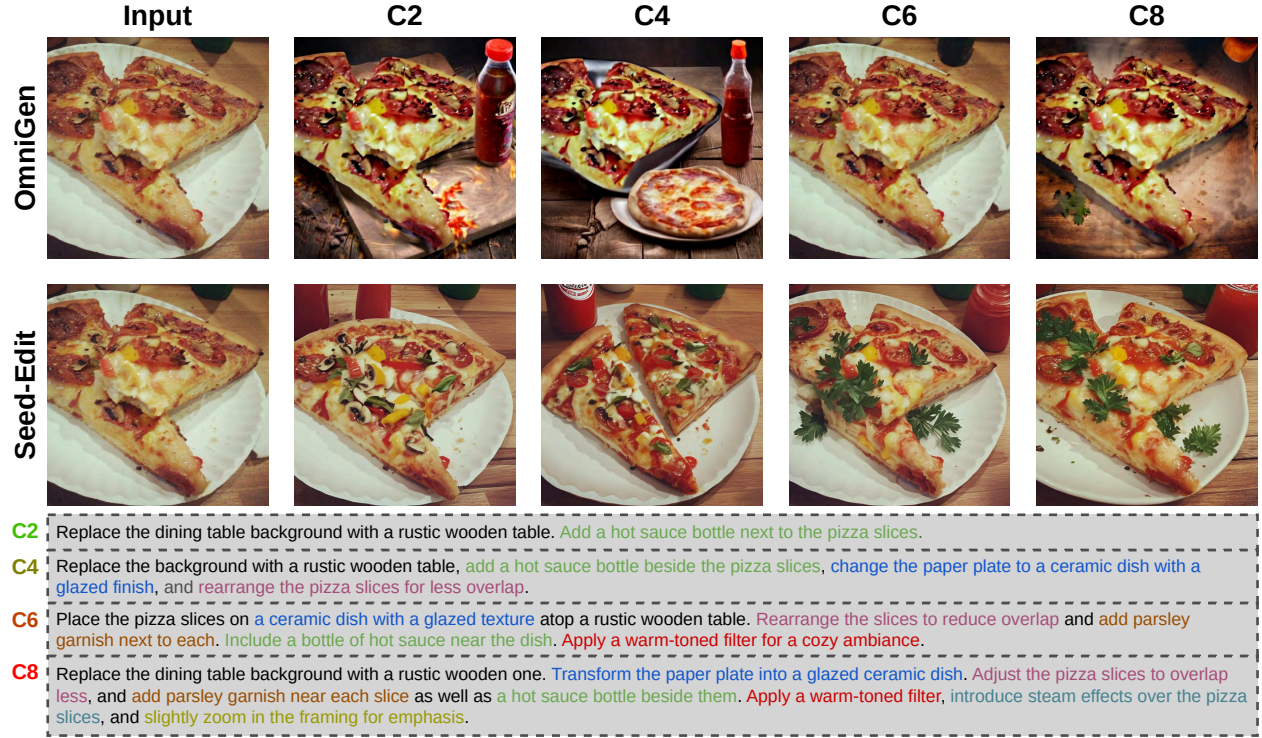 Input C2 C4 C6 C8
OmniGen
Seed-Edit
C2 Replace the dining table background with a rustic wooden table. Add a hot sauce bottle next to the pizza slices.
C4 Replace the background with a rustic wooden table, add a hot sauce bottle beside the pizza slices, change the paper plate to a ceramic dish with a
glazed finish, and rearrange the pizza slices for less overlap.
C6 Place the pizza slices on a ceramic dish with a glazed texture atop a rustic wooden table. Rearrange the slices to reduce overlap and add parsley
garnish next to each. Include a bottle of hot sauce near the dish. Apply a warm-toned filter for a cozy ambiance.
C8 Replace the dining table background with a rustic wooden one. Transform the paper plate into a glazed ceramic dish. Adjust the pizza slices to overlap
less, and add parsley garnish near each slice as well as a hot sauce bottle beside them. Apply a warm-toned filter, introduce steam effects over the pizza
slices, and slightly zoom in the framing for emphasis.